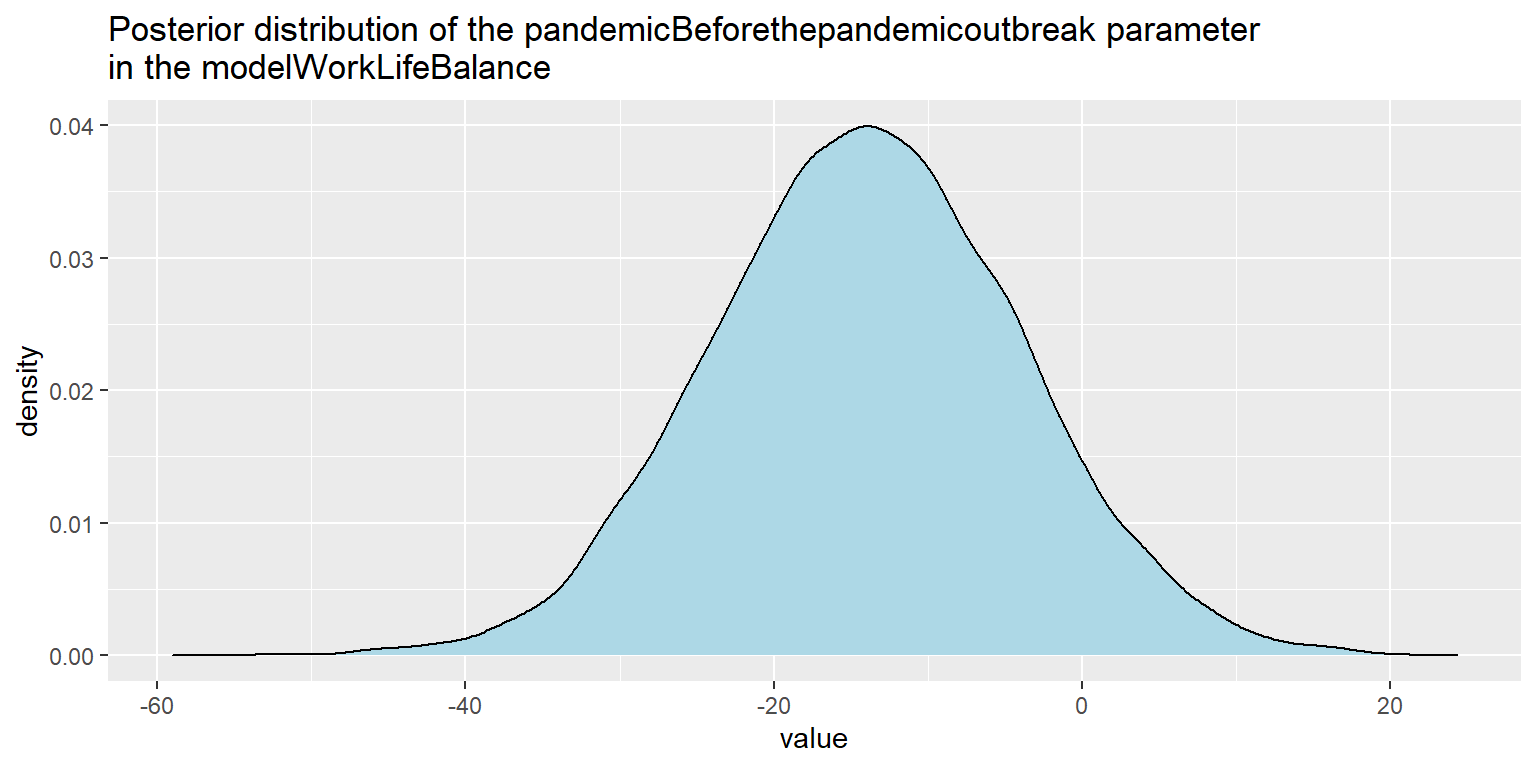 Posterior distribution of the pandemicBeforethepandemicoutbreak parameter
in the modelWorkLifeBalance
0.04
0.03
0.02
0.01
0.00
density
-60 -40 -20 0 20
value